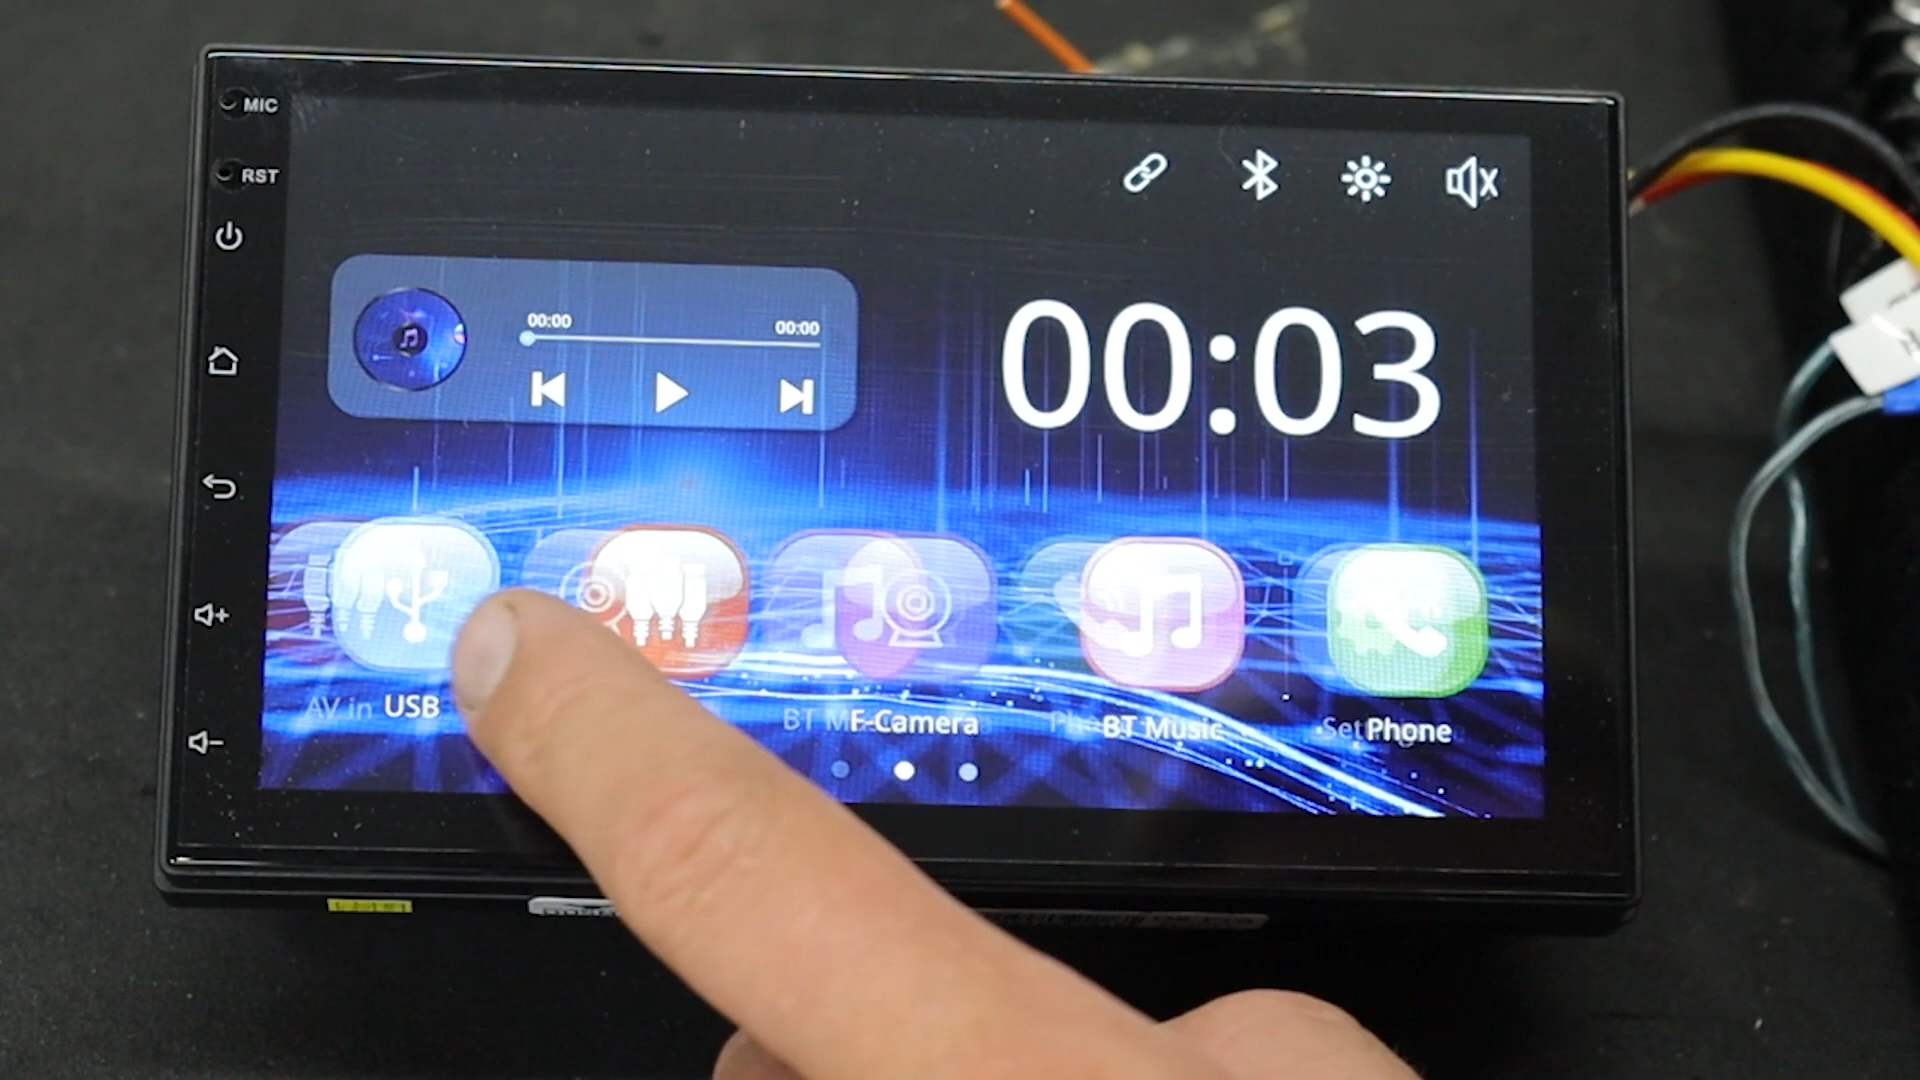 MIC
RST
00:00 00:00
00:03
AV in USB
BT M F-Camera
BT Music
Set Phone